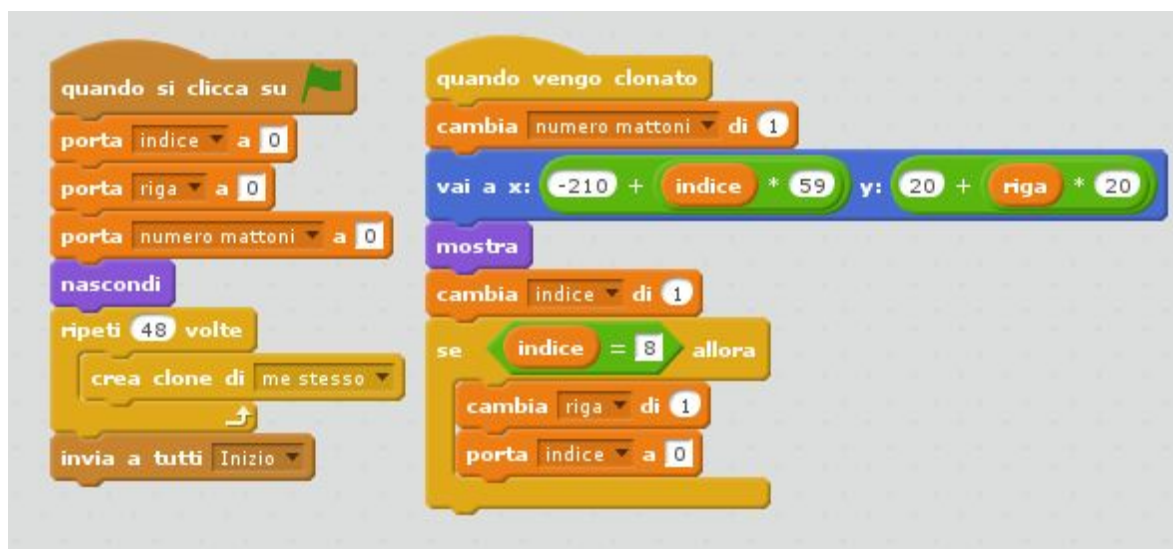 quando si clicca su
porta indice a 0
porta riga a 0
porta numero mattoni a 0
nascondi
ripeti 48 volte
crea clone di me stesso
invia a tutti Inizio
quando vengo clonato
cambia numero mattoni di 1
vai a x: -210 + indice * 59 y: 20 + riga * 20
mostra
cambia indice di 1
se indice = 8 allora
cambia riga di 1
porta indice a 0